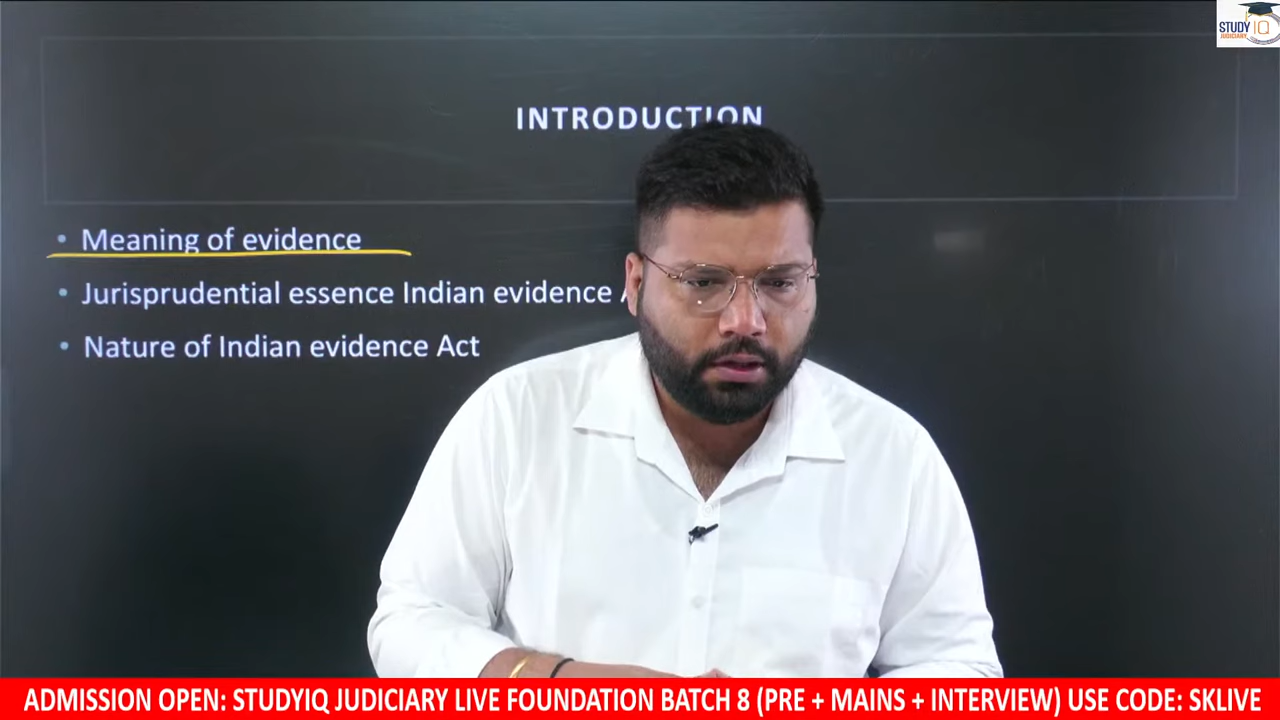 STUDY IQ
JUDICIARY
INTRODUCTION
• Meaning of evidence
• Jurisprudential essence Indian evidence
• Nature of Indian evidence Act
ADMISSION OPEN: STUDYIQ JUDICIARY LIVE FOUNDATION BATCH 8 (PRE + MAINS + INTERVIEW) USE CODE: SKLIVE